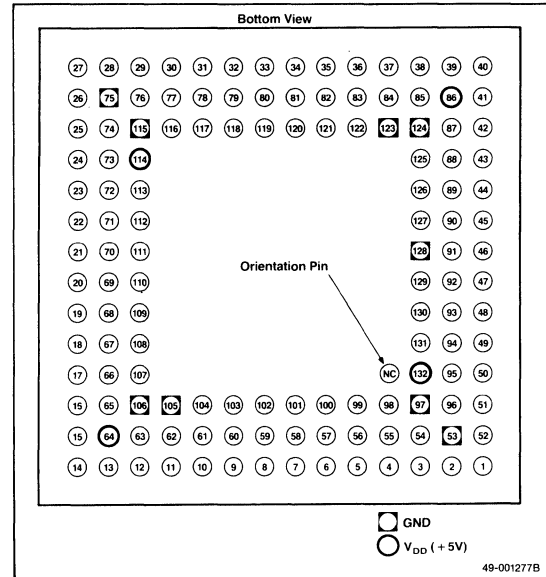 Bottom View
27 28 29 30 31 32 33 34 35 36 37 38 39 40
26 75 76 77 78 79 80 81 82 83 84 85 86 41
25 74 115 116 117 118 119 120 121 122 123 124 87 42
24 73 114 125 88 43
23 72 113 126 89 44
22 71 112 127 90 45
21 70 111 128 91 46
Orientation Pin
20 69 110 129 92 47
19 68 109 130 93 48
18 67 108 131 94 49
17 66 107 NC 132 95 50
16 65 106 105 104 103 102 101 100 99 98 97 96 51
15 64 63 62 61 60 59 58 57 56 55 54 53 52
14 13 12 11 10 9 8 7 6 5 4 3 2 1
GND
VDD (+5V)
49-001277B